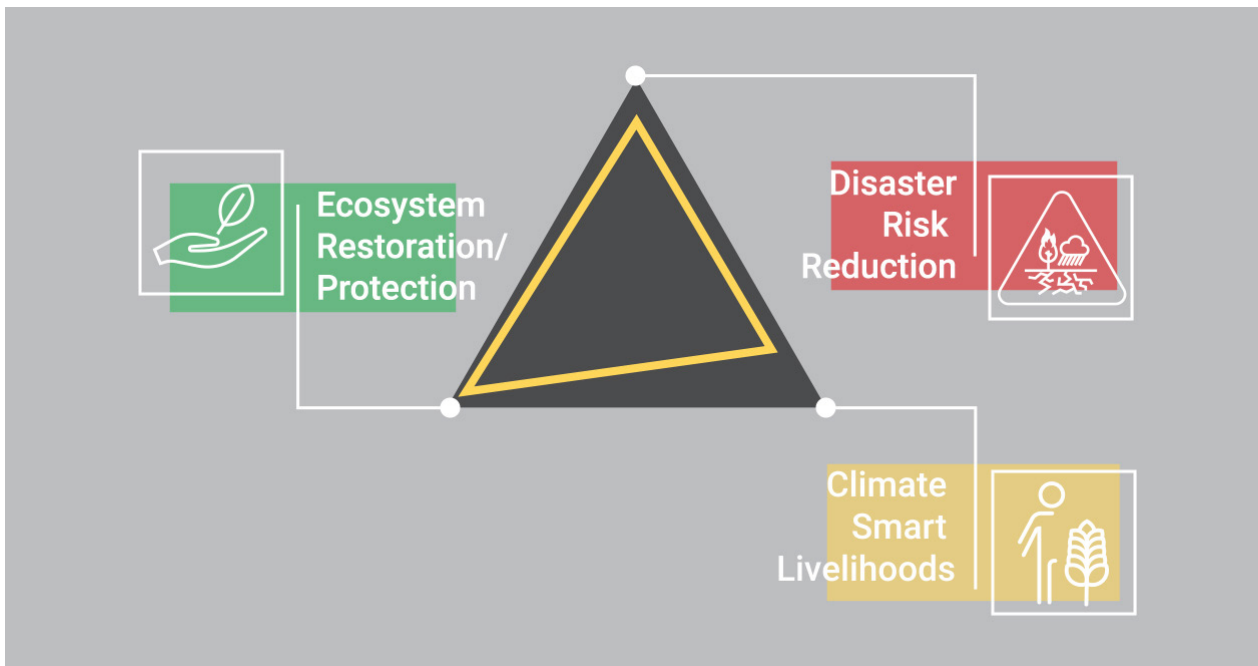 Ecosystem
Restoration/
Protection
Disaster
Risk
Reduction
Climate
Smart
Livelihoods